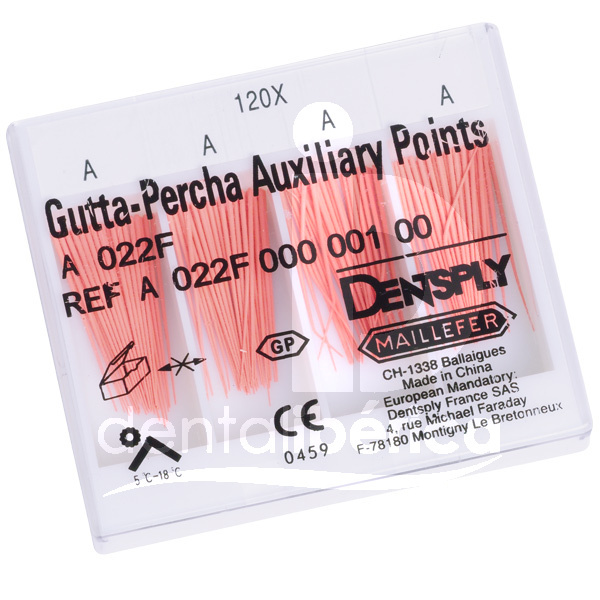 120X
A A A A
Gutta-Percha Auxiliary Points
A 022F
REF A 022F 000 001 00
DENTSPLY
MAILLEFER
GP
CH-1338 Ballaigues
Made in China
European Mandatory:
Dentsply France SAS
4, rue Michael Faraday
F-78180 Montigny Le Bretonneux
CE
0459
5°C-18°C
dentalibérica